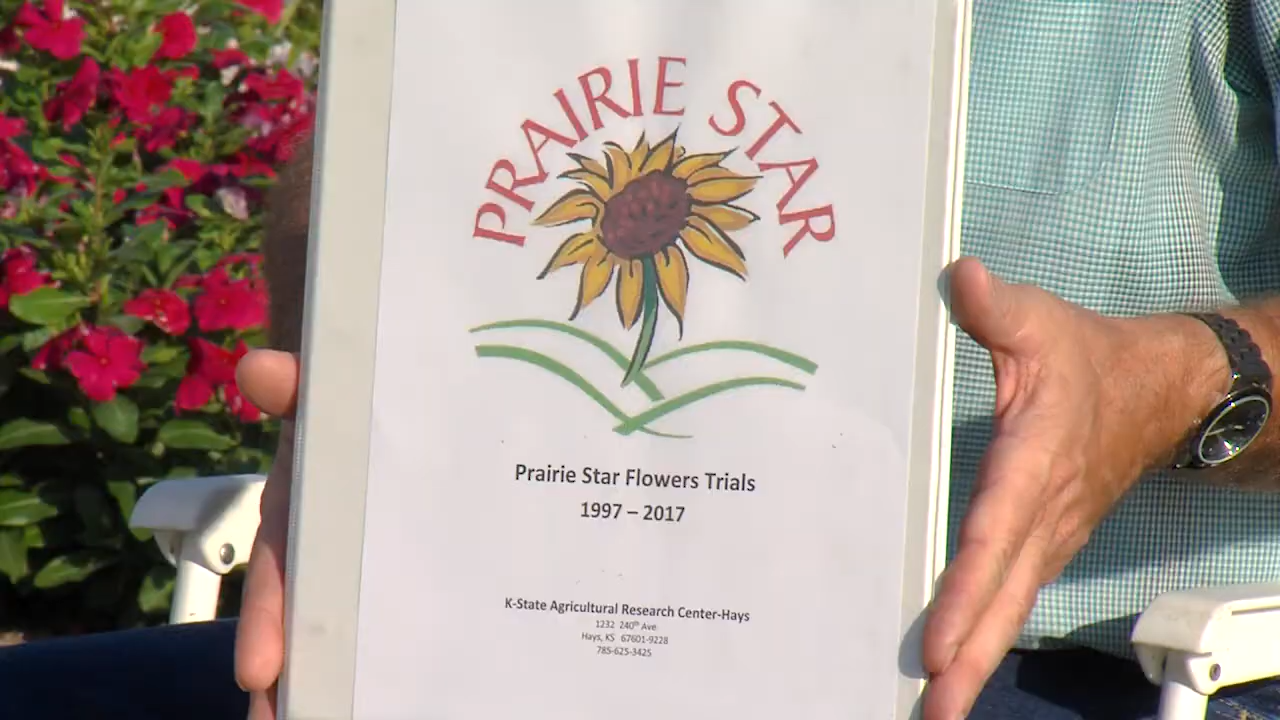 PRAIRIE STAR
Prairie Star Flowers Trials
1997 – 2017
K-State Agricultural Research Center-Hays
1232 240th Ave
Hays, KS 67601-9228
785-625-3425